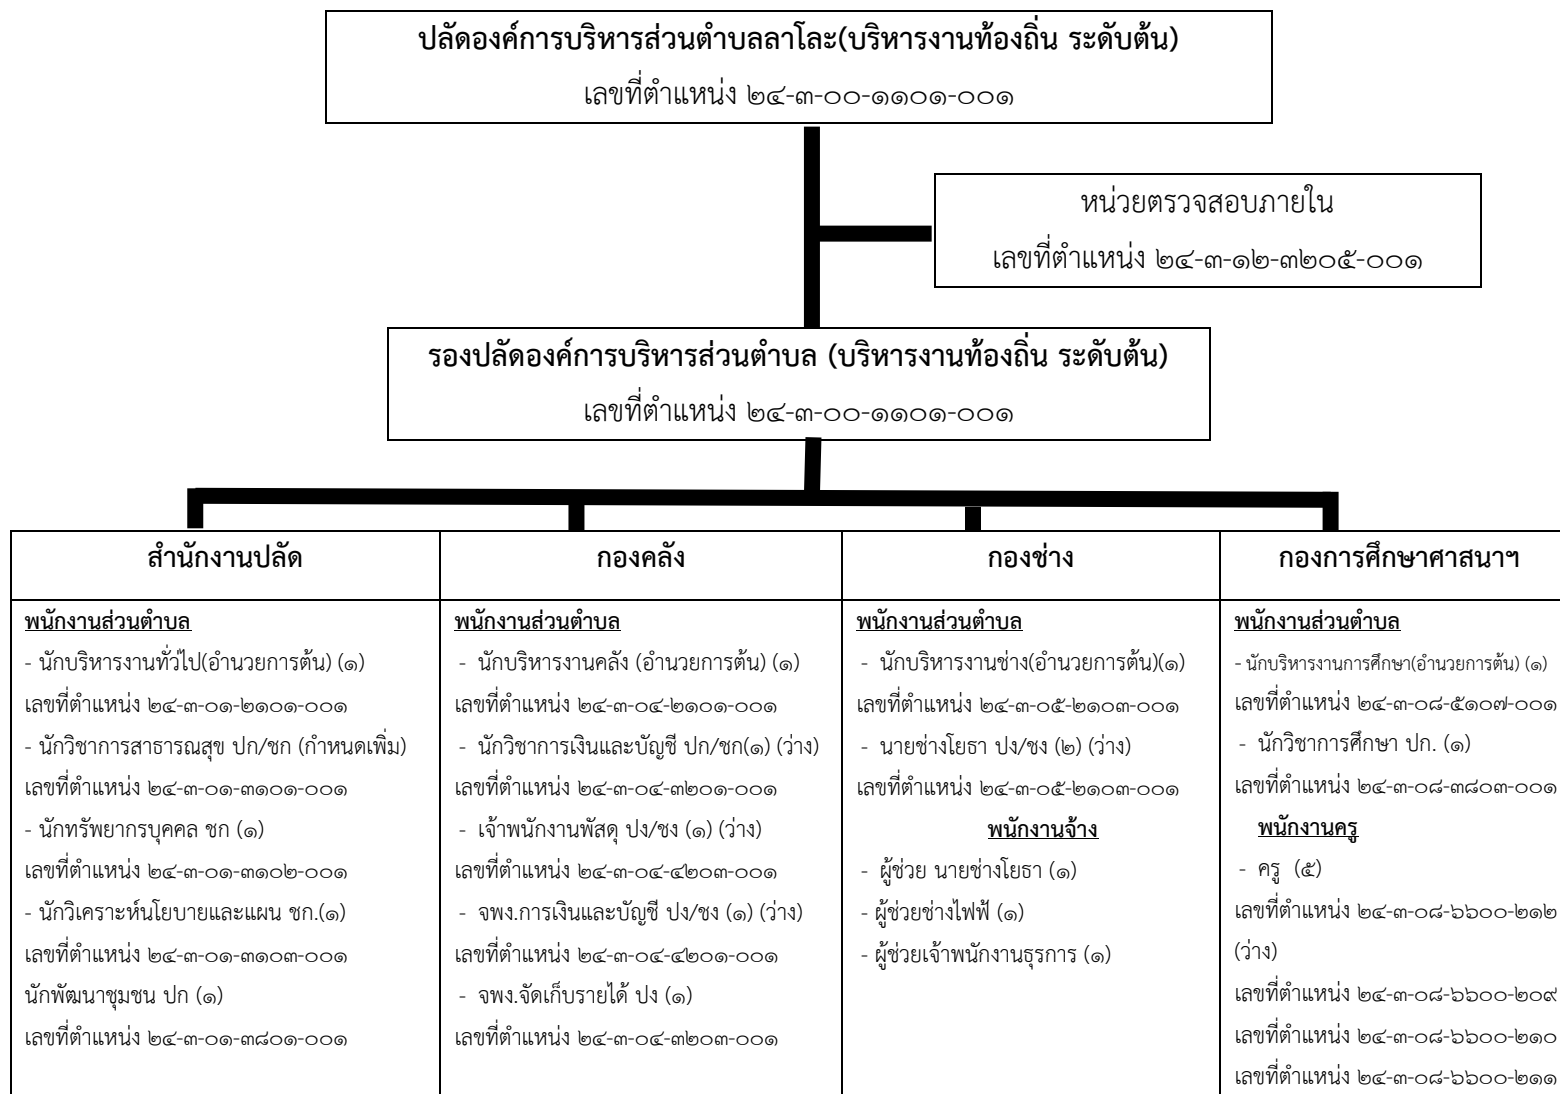 ปลัดองค์การบริหารส่วนตำบลลาโละ(บริหารงานท้องถิ่น ระดับต้น)
เลขที่ตำแหน่ง ๒๔-๓-๐๐-๑๑๐๑-๐๐๑
หน่วยตรวจสอบภายใน
เลขที่ตำแหน่ง ๒๔-๓-๑๒-๓๒๐๕-๐๐๑
รองปลัดองค์การบริหารส่วนตำบล (บริหารงานท้องถิ่น ระดับต้น)
เลขที่ตำแหน่ง ๒๔-๓-๐๐-๑๑๐๑-๐๐๑
สำนักงานปลัด
พนักงานส่วนตำบล
- นักบริหารงานทั่วไป(อำนวยการต้น) (๑)
เลขที่ตำแหน่ง ๒๔-๓-๐๑-๒๑๐๑-๐๐๑
- นักวิชาการสาธารณสุข ปก/ชก (กำหนดเพิ่ม)
เลขที่ตำแหน่ง ๒๔-๓-๐๑-๓๑๐๑-๐๐๑
- นักทรัพยากรบุคคล ชก (๑)
เลขที่ตำแหน่ง ๒๔-๓-๐๑-๓๑๐๒-๐๐๑
- นักวิเคราะห์นโยบายและแผน ชก.(๑)
เลขที่ตำแหน่ง ๒๔-๓-๐๑-๓๑๐๓-๐๐๑
นักพัฒนาชุมชน ปก (๑)
เลขที่ตำแหน่ง ๒๔-๓-๐๑-๓๘๐๑-๐๐๑
กองคลัง
พนักงานส่วนตำบล
- นักบริหารงานคลัง (อำนวยการต้น) (๑)
เลขที่ตำแหน่ง ๒๔-๓-๐๔-๒๑๐๑-๐๐๑
- นักวิชาการเงินและบัญชี ปก/ชก(๑) (ว่าง)
เลขที่ตำแหน่ง ๒๔-๓-๐๔-๓๒๐๑-๐๐๑
- เจ้าพนักงานพัสดุ ปง/ชง (๑) (ว่าง)
เลขที่ตำแหน่ง ๒๔-๓-๐๔-๔๒๐๓-๐๐๑
- จพง.การเงินและบัญชี ปง/ชง (๑) (ว่าง)
เลขที่ตำแหน่ง ๒๔-๓-๐๔-๔๒๐๑-๐๐๑
- จพง.จัดเก็บรายได้ ปง (๑)
เลขที่ตำแหน่ง ๒๔-๓-๐๔-๓๒๐๓-๐๐๑
กองช่าง
พนักงานส่วนตำบล
- นักบริหารงานช่าง(อำนวยการต้น)(๑)
เลขที่ตำแหน่ง ๒๔-๓-๐๕-๒๑๐๓-๐๐๑
- นายช่างโยธา ปง/ชง (๒) (ว่าง)
เลขที่ตำแหน่ง ๒๔-๓-๐๕-๒๑๐๓-๐๐๑
พนักงานจ้าง
- ผู้ช่วย นายช่างโยธา (๑)
- ผู้ช่วยช่างไฟฟ้า (๑)
- ผู้ช่วยเจ้าพนักงานธุรการ (๑)
กองการศึกษาศาสนาฯ
พนักงานส่วนตำบล
- นักบริหารงานการศึกษา(อำนวยการต้น) (๑)
เลขที่ตำแหน่ง ๒๔-๓-๐๘-๕๑๐๗-๐๐๑
- นักวิชาการศึกษา ปก. (๑)
เลขที่ตำแหน่ง ๒๔-๓-๐๘-๓๘๐๓-๐๐๑
พนักงานครู
- ครู (๕)
เลขที่ตำแหน่ง ๒๔-๓-๐๘-๖๖๐๐-๒๑๒
(ว่าง)
เลขที่ตำแหน่ง ๒๔-๓-๐๘-๖๖๐๐-๒๐๙
เลขที่ตำแหน่ง ๒๔-๓-๐๘-๖๖๐๐-๒๑๐
เลขที่ตำแหน่ง ๒๔-๓-๐๘-๖๖๐๐-๒๑๑